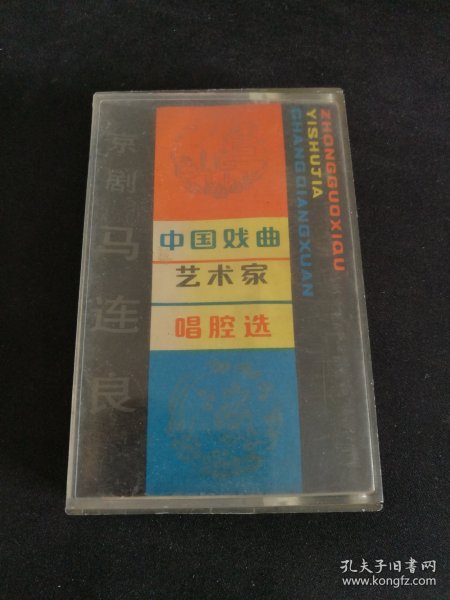 京剧
马连良
中国戏曲
艺术家
唱腔选
ZHONGGUOXIQU
YISHUJIA
CHANGQIANGXUAN
孔夫子旧书网
www.kongfz.com